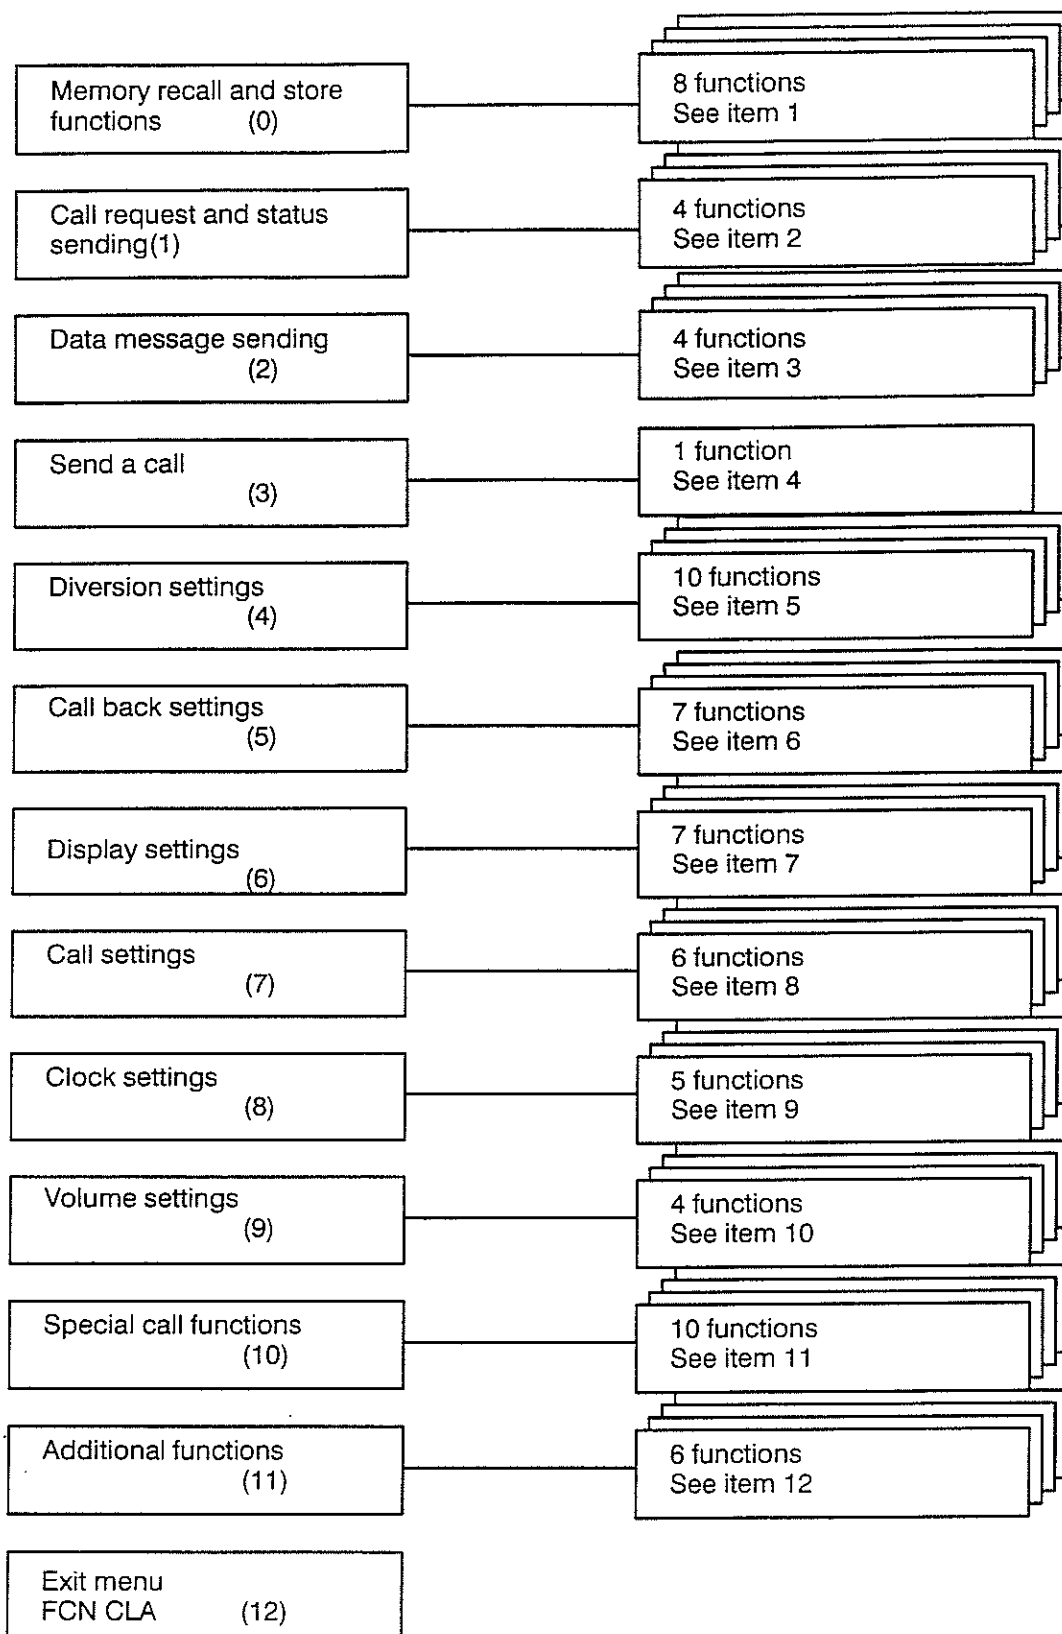 Memory recall and store
functions (0)
8 functions
See item 1
Call request and status
sending(1)
4 functions
See item 2
Data message sending
(2)
4 functions
See item 3
Send a call
(3)
1 function
See item 4
Diversion settings
(4)
10 functions
See item 5
Call back settings
(5)
7 functions
See item 6
Display settings
(6)
7 functions
See item 7
Call settings
(7)
6 functions
See item 8
Clock settings
(8)
5 functions
See item 9
Volume settings
(9)
4 functions
See item 10
Special call functions
(10)
10 functions
See item 11
Additional functions
(11)
6 functions
See item 12
Exit menu
FCN CLA (12)